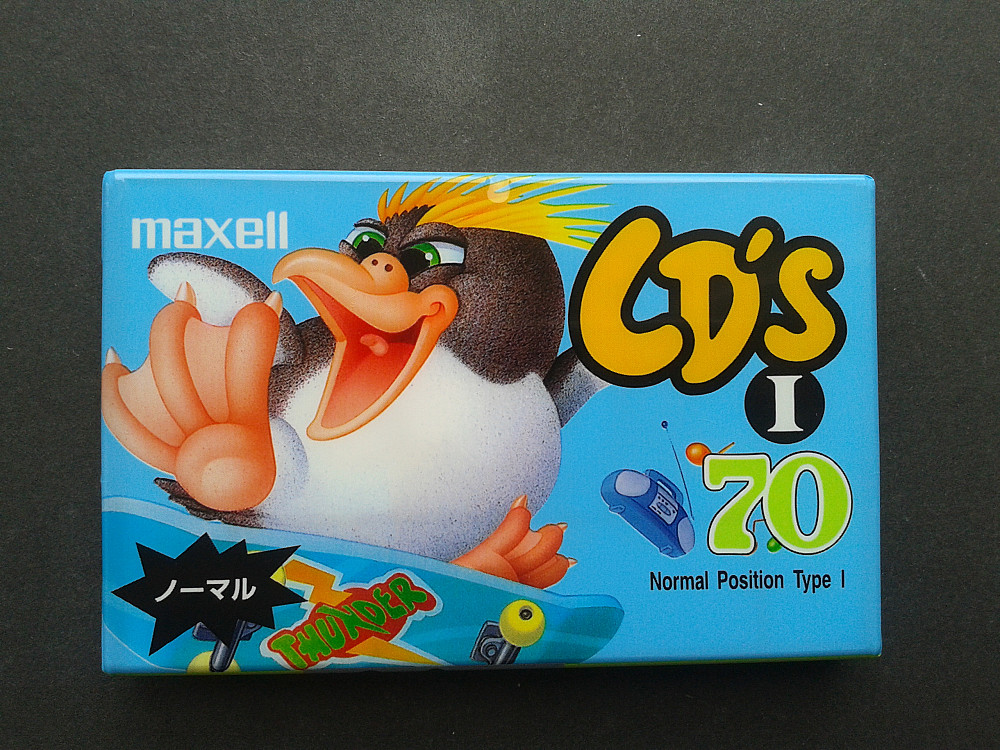 maxell
CD's
I
70
Normal Position Type I
ノーマル
THUNDER